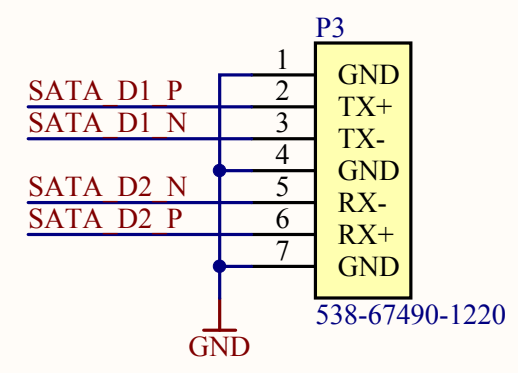 P3
1 GND
SATA_D1_P 2 TX+
SATA_D1_N 3 TX-
4 GND
SATA_D2_N 5 RX-
SATA_D2_P 6 RX+
7 GND
538-67490-1220
GND